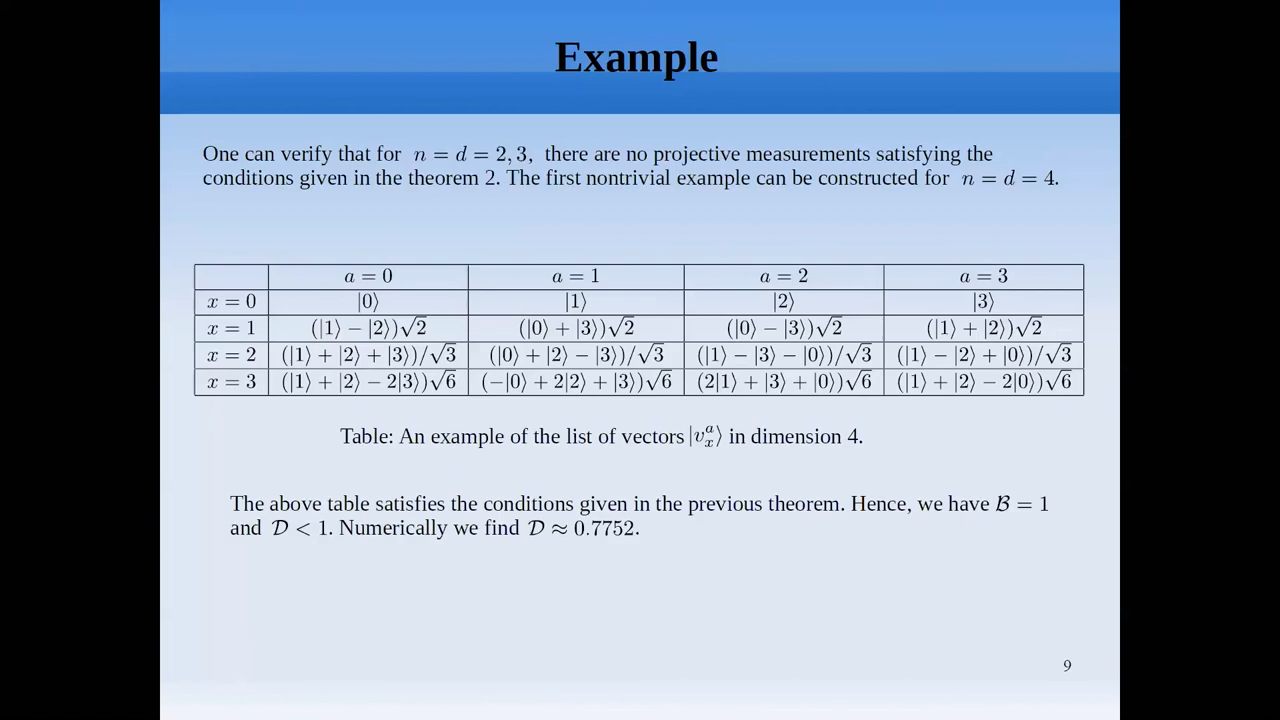 Example
One can verify that for n = d = 2, 3, there are no projective measurements satisfying the
conditions given in the theorem 2. The first nontrivial example can be constructed for n = d = 4.
a = 0 a = 1 a = 2 a = 3
x = 0 |0⟩ |1⟩ |2⟩ |3⟩
x = 1 (|1⟩ − |2⟩)√2 (|0⟩ + |3⟩)√2 (|0⟩ − |3⟩)√2 (|1⟩ + |2⟩)√2
x = 2 (|1⟩ + |2⟩ + |3⟩)/√3 (|0⟩ + |2⟩ − |3⟩)/√3 (|1⟩ − |3⟩ − |0⟩)/√3 (|1⟩ − |2⟩ + |0⟩)/√3
x = 3 (|1⟩ + |2⟩ − 2|3⟩)√6 (−|0⟩ + 2|2⟩ + |3⟩)√6 (2|1⟩ + |3⟩ + |0⟩)√6 (|1⟩ + |2⟩ − 2|0⟩)√6
Table: An example of the list of vectors |vₓᵃ⟩ in dimension 4.
The above table satisfies the conditions given in the previous theorem. Hence, we have ℬ = 1
and 𝒟 < 1. Numerically we find 𝒟 ≈ 0.7752.
9